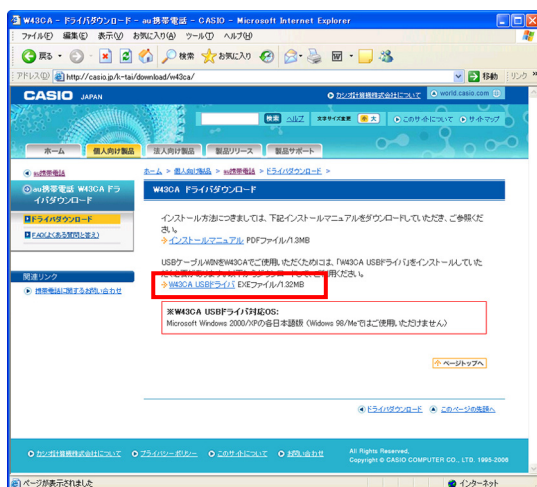 W43CA - ドライバダウンロード - au携帯電話 - CASIO - Microsoft Internet Explorer
ファイル(F) 編集(E) 表示(V) お気に入り(A) ツール(T) ヘルプ(H)
戻る 検索 お気に入り
アドレス(D) http://casio.jp/k-tai/download/w43ca/ 移動 リンク
CASIO JAPAN カシオ計算機株式会社について world.casio.com
検索 ヘルプ 文字サイズ変更 中 大 このサイトについて サイトマップ
ホーム 個人向け製品 法人向け製品 製品リリース 製品サポート
au携帯電話 ホーム > 個人向け製品 > au携帯電話 > ドライバダウンロード >
au携帯電話 W43CA ドライバダウンロード
W43CA ドライバダウンロード
ドライバダウンロード
FAQ(よくある質問と答え)
関連リンク
携帯電話に関するお問い合わせ
インストール方法につきましては、下記インストールマニュアルをダウンロードしていただき、ご参照ください。
インストールマニュアル PDFファイル/1.3MB
USBケーブルWINをW43CAでご使用いただくためには、「W43CA USBドライバ」をインストールしていた
W43CA USBドライバ EXEファイル/1.32MB
※W43CA USBドライバ対応OS:
Microsoft Windows 2000/XPの各日本語版 (Widows 98/Meではご使用いただけません)
ページトップへ
ドライバダウンロード このページの先頭へ
カシオ計算機株式会社について プライバシーポリシー このサイトについて お問い合わせ
All Rights Reserved.
Copyright © CASIO COMPUTER CO., LTD. 1995-2006
ページが表示されました インターネット